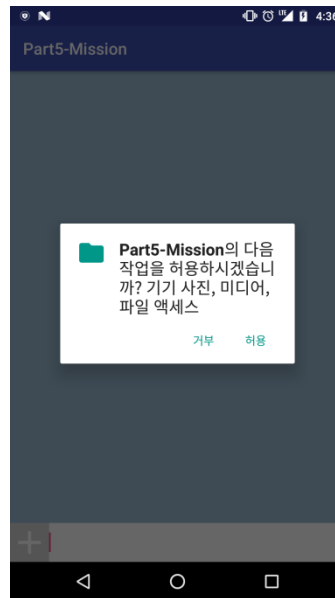 4:36
Part5-Mission
Part5-Mission의 다음
작업을 허용하시겠습니
까? 기기 사진, 미디어,
파일 액세스
거부 허용